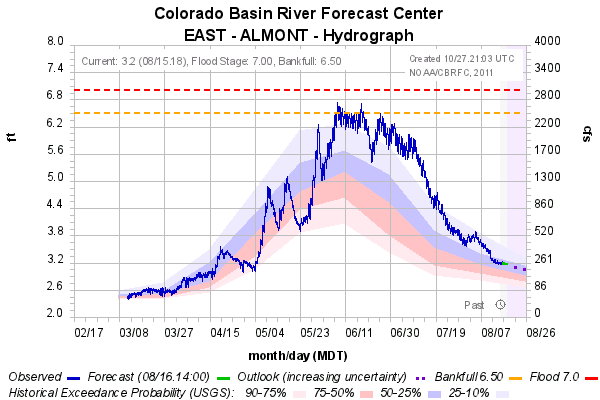 Colorado Basin River Forecast Center
EAST - ALMONT - Hydrograph
8.0 4000
Current: 3.2 (08/15.18), Flood Stage: 7.00, Bankfull: 6.50 Created 10/27.21:03 UTC
7.4 NOAA/CBRFC, 2011 3400
6.8 2800
6.2 2200
ft cfs
5.6 1700
5.0 1300
4.4 860
3.8 520
3.2 261
2.6 Past 86
2.0 0
02/17 03/08 03/27 04/15 05/04 05/23 06/11 06/30 07/19 08/07 08/26
month/day (MDT)
Observed Forecast (08/16.14:00) Outlook (increasing uncertainty) Bankfull 6.50 Flood 7.0
Historical Exceedance Probability (USGS): 90-75% 75-50% 50-25% 25-10%